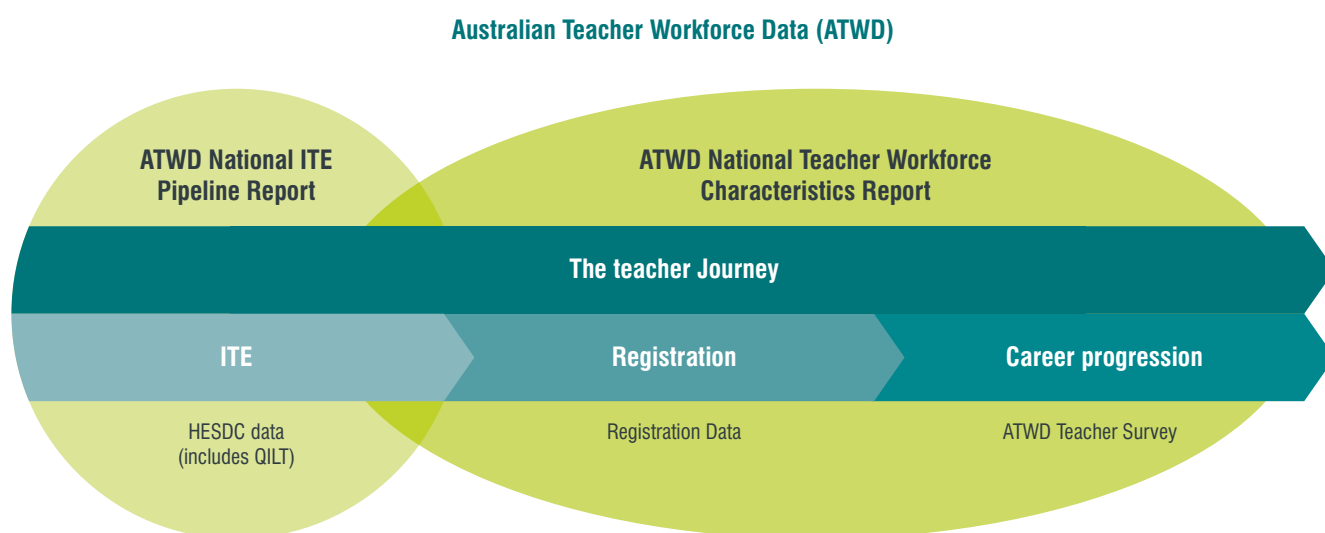 Australian Teacher Workforce Data (ATWD)
ATWD National ITE
Pipeline Report
ATWD National Teacher Workforce
Characteristics Report
The teacher Journey
ITE
Registration
Career progression
HESDC data
(includes QILT)
Registration Data
ATWD Teacher Survey